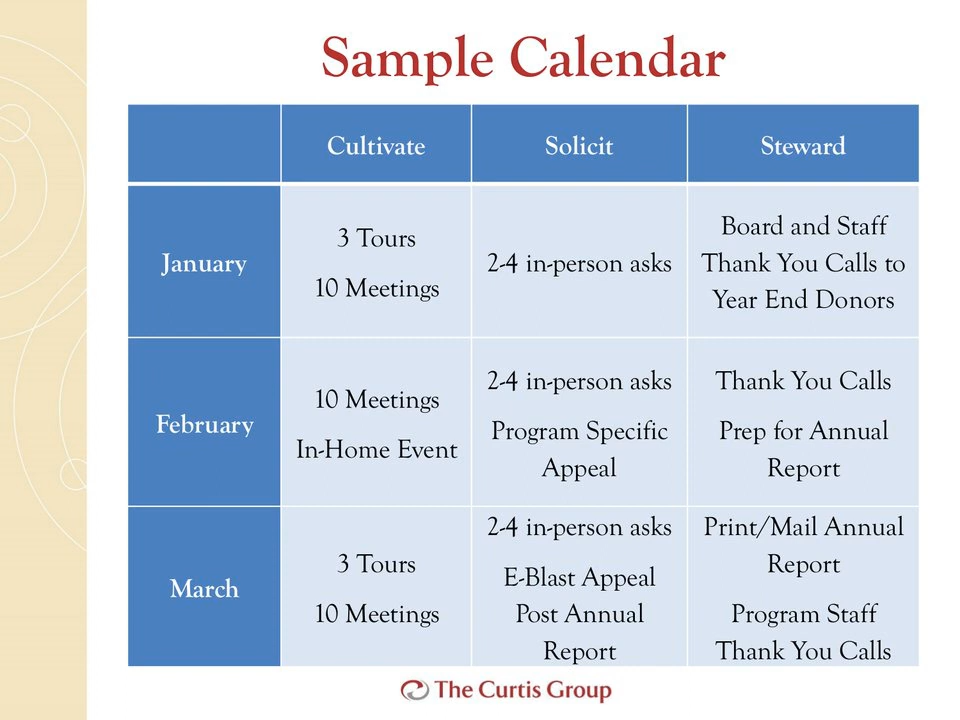 Sample Calendar
Cultivate Solicit Steward
January
3 Tours
10 Meetings
2-4 in-person asks
Board and Staff
Thank You Calls to
Year End Donors
February
10 Meetings
In-Home Event
2-4 in-person asks
Program Specific
Appeal
Thank You Calls
Prep for Annual
Report
March
3 Tours
10 Meetings
2-4 in-person asks
E-Blast Appeal
Post Annual
Report
Print/Mail Annual
Report
Program Staff
Thank You Calls
The Curtis Group